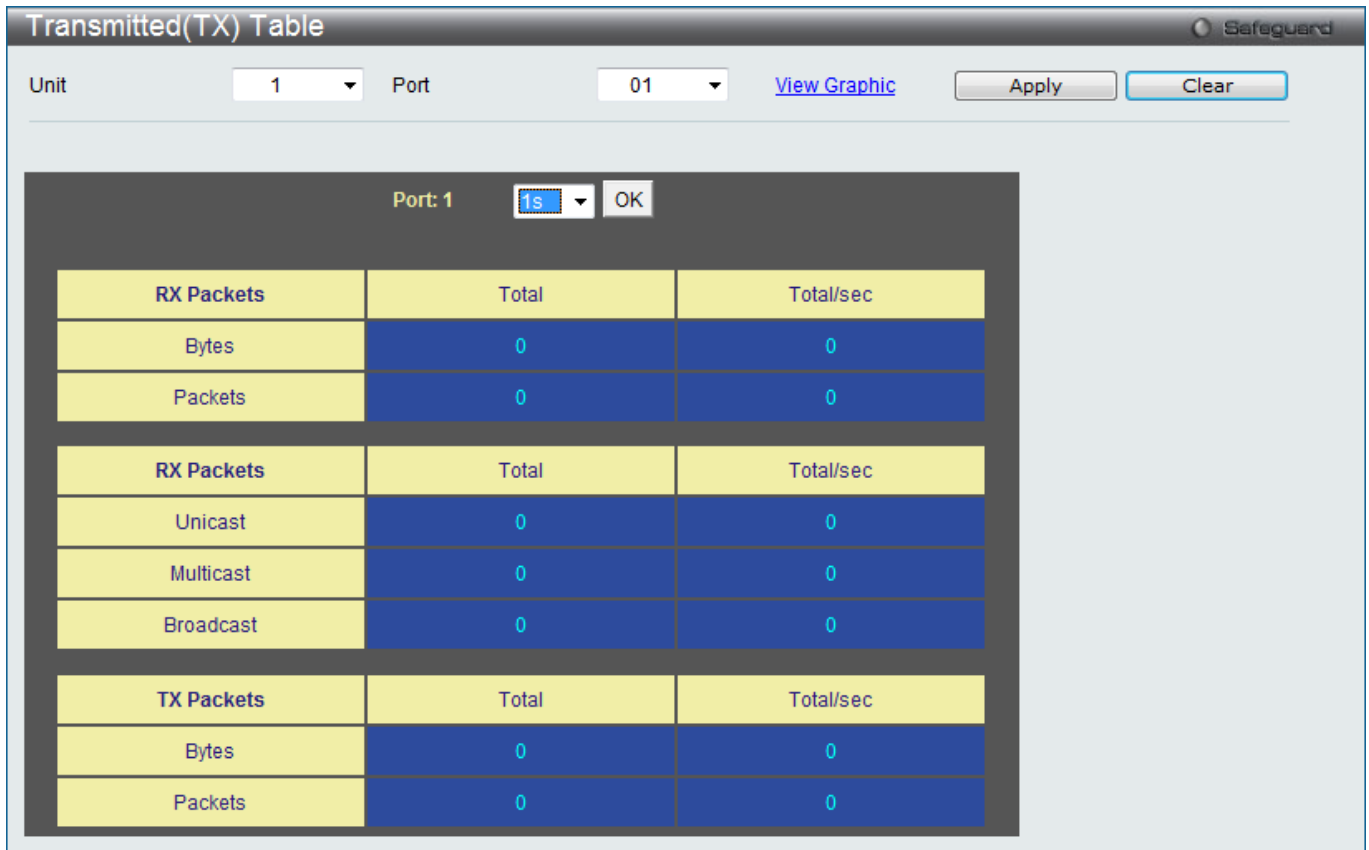 Transmitted(TX) Table Safeguard
Unit 1 Port 01 View Graphic Apply Clear
Port: 1 1s OK
RX Packets Total Total/sec
Bytes 0 0
Packets 0 0
RX Packets Total Total/sec
Unicast 0 0
Multicast 0 0
Broadcast 0 0
TX Packets Total Total/sec
Bytes 0 0
Packets 0 0